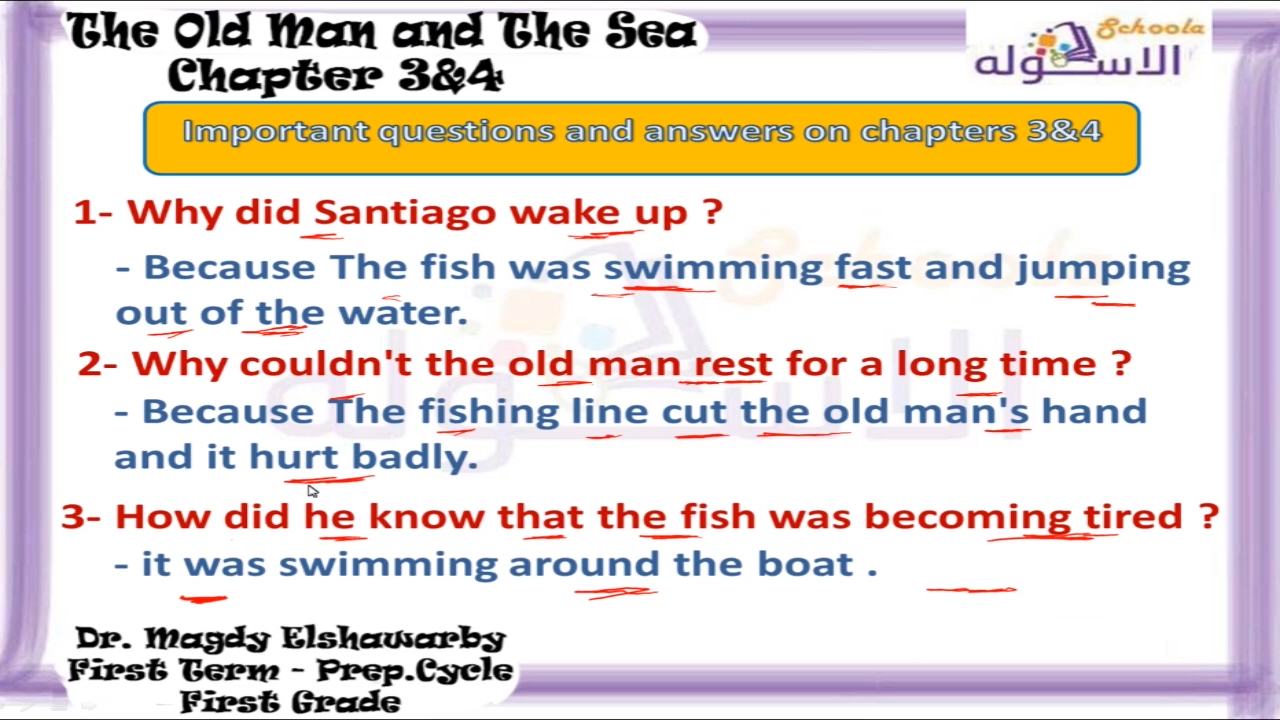 The Old Man and The Sea
Chapter 3&4
Schoola
الاسكوله
Important questions and answers on chapters 3&4
1- Why did Santiago wake up ?
- Because The fish was swimming fast and jumping
out of the water.
2- Why couldn't the old man rest for a long time ?
- Because The fishing line cut the old man's hand
and it hurt badly.
3- How did he know that the fish was becoming tired ?
- it was swimming around the boat .
Dr. Magdy Elshawarby
First Term - Prep.Cycle
First Grade